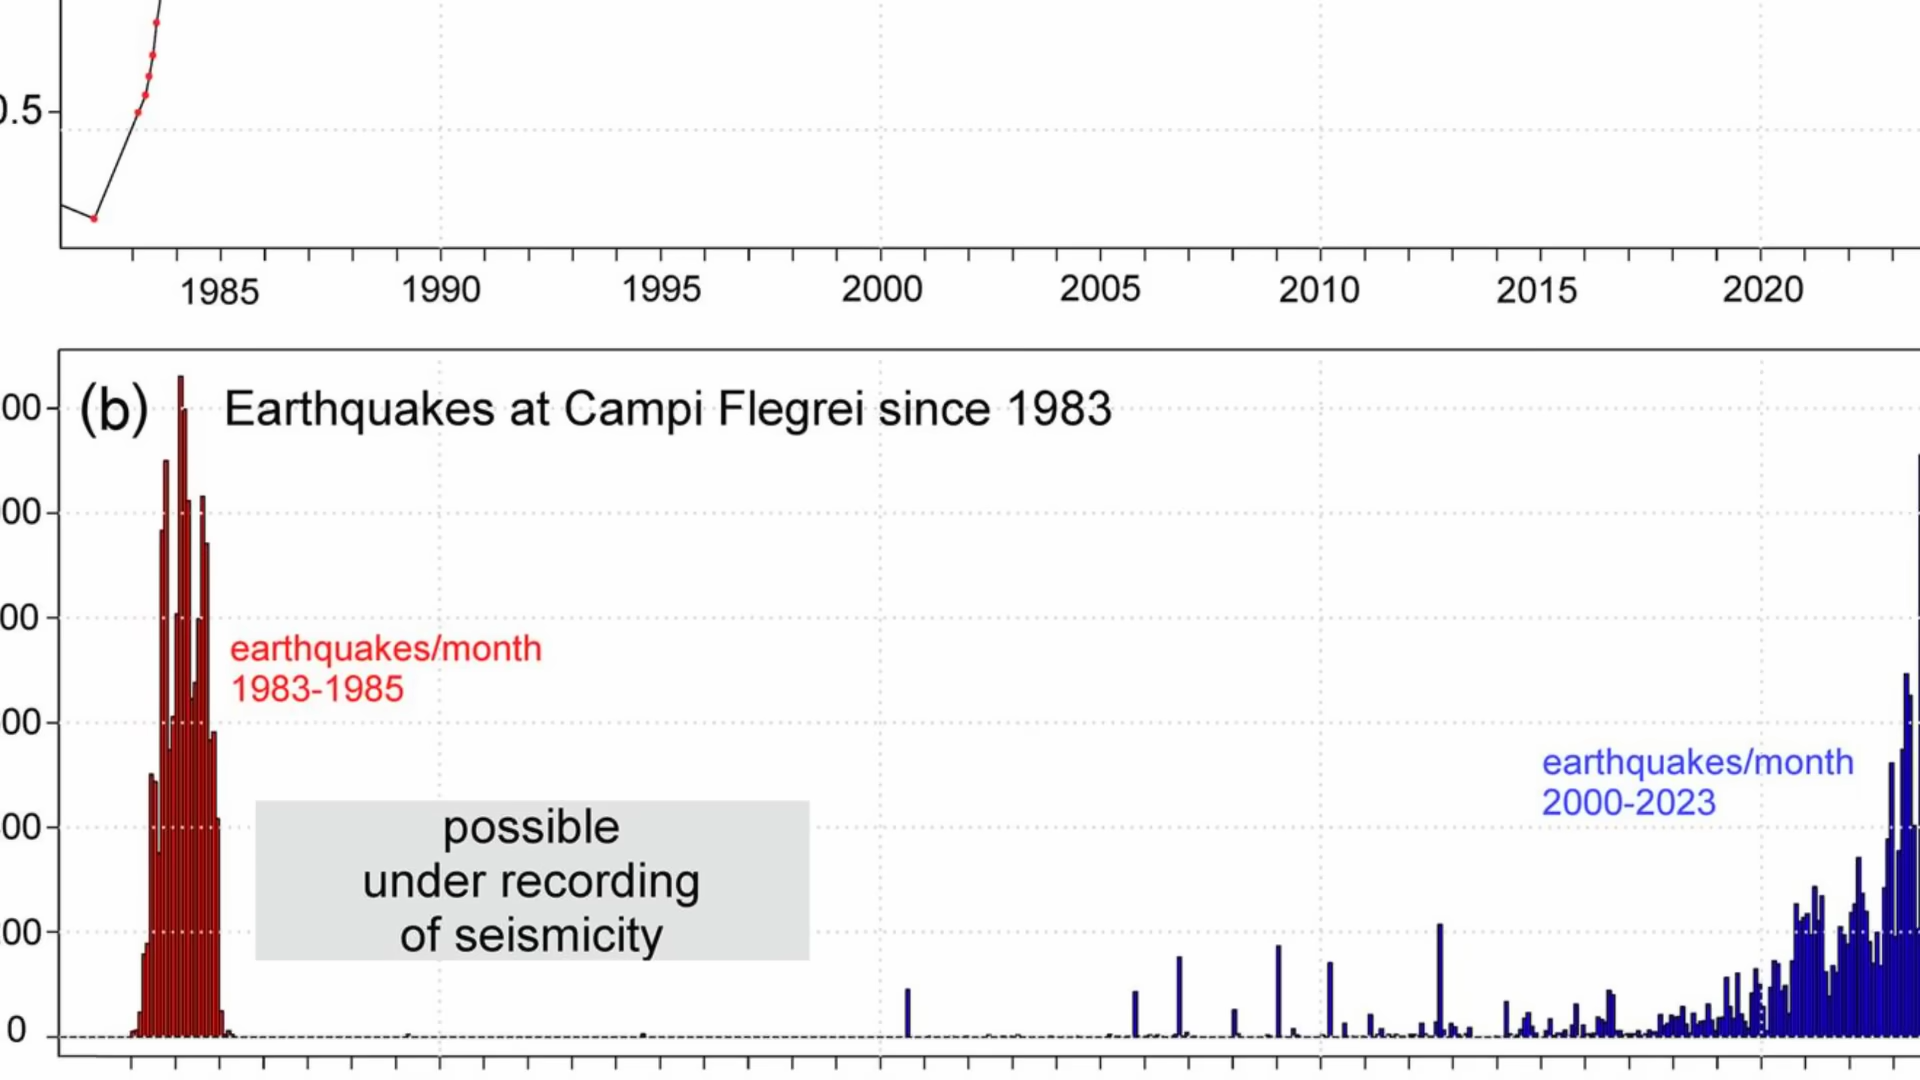 0.5
1985 1990 1995 2000 2005 2010 2015 2020
(b) Earthquakes at Campi Flegrei since 1983
00
00
00
earthquakes/month
1983-1985
00
earthquakes/month
2000-2023
00
possible
under recording
of seismicity
00
0